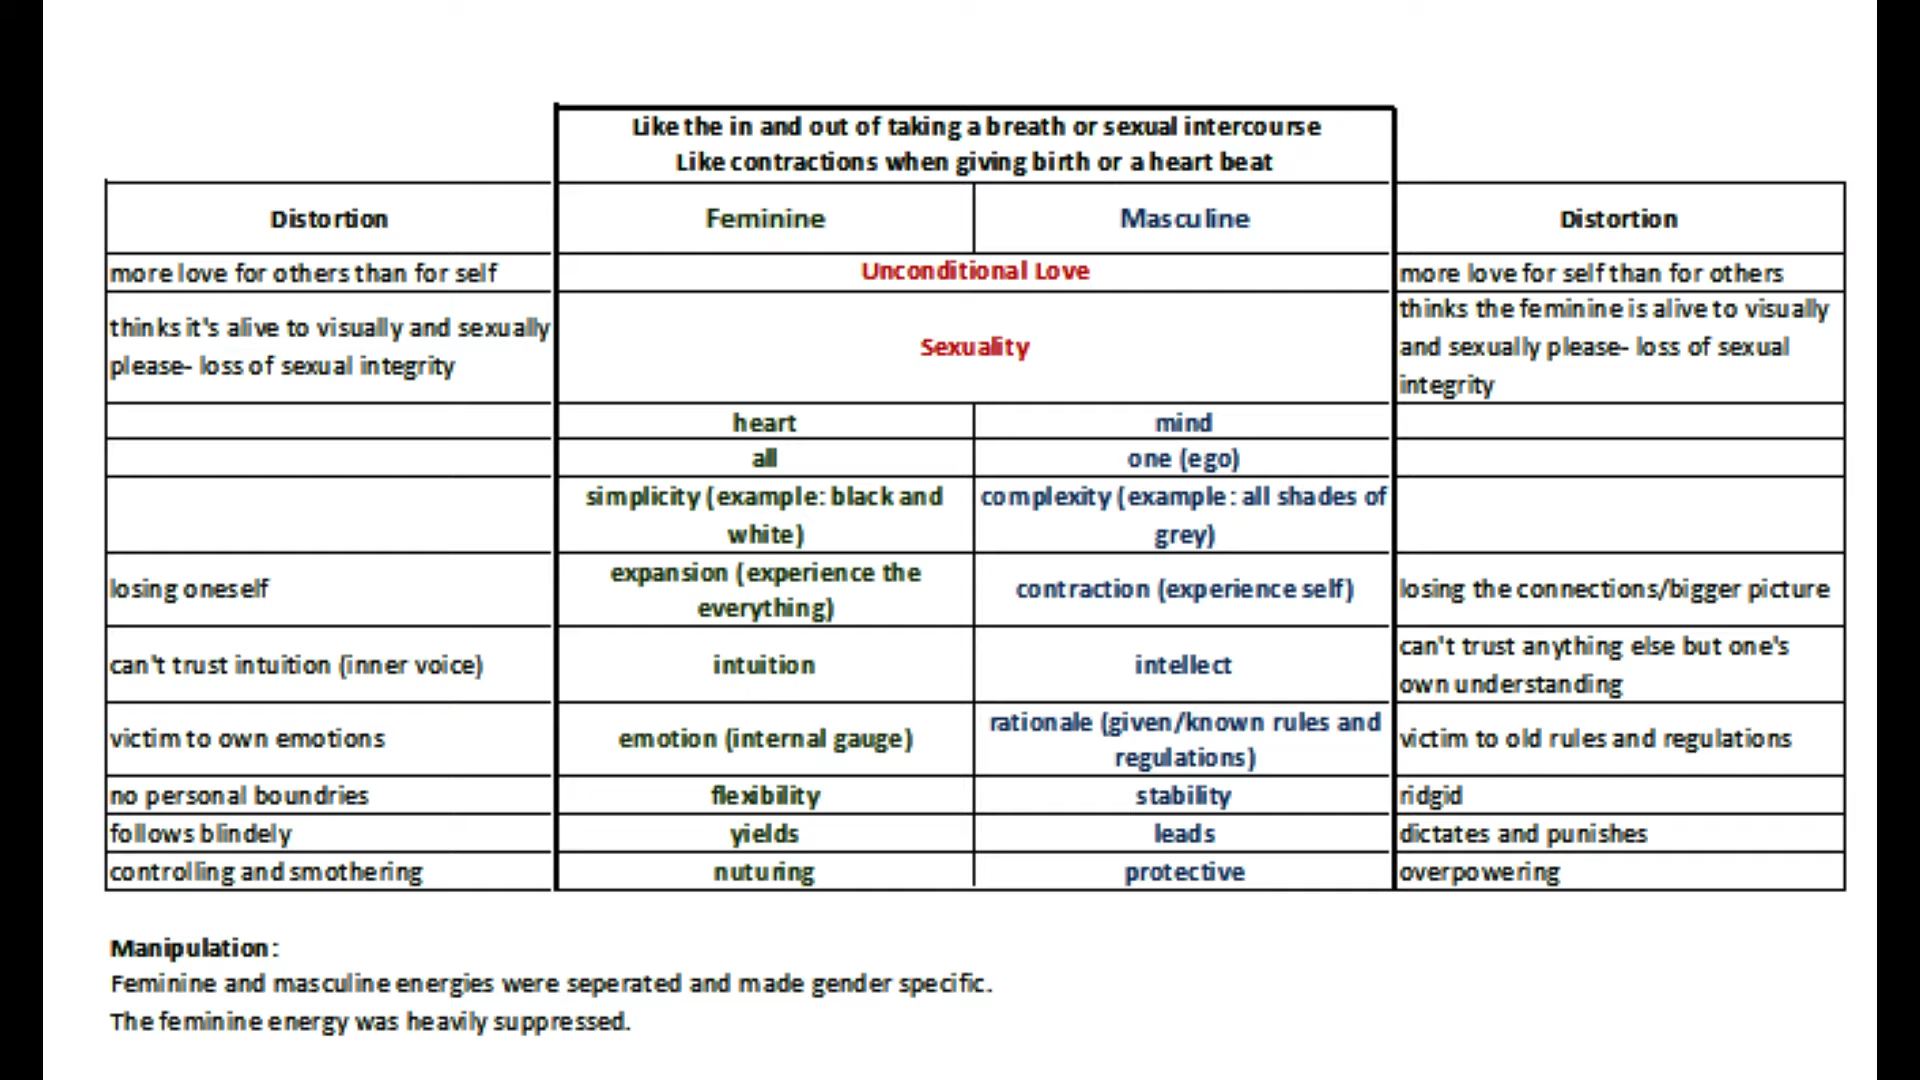 Like the in and out of taking a breath or sexual intercourse
Like contractions when giving birth or a heart beat
Distortion Feminine Masculine Distortion
more love for others than for self Unconditional Love more love for self than for others
thinks it's alive to visually and sexually
please- loss of sexual integrity
Sexuality
thinks the feminine is alive to visually
and sexually please- loss of sexual
integrity
heart mind
all one (ego)
simplicity (example: black and
white)
complexity (example: all shades of
grey)
losing oneself
expansion (experience the
everything)
contraction (experience self)
losing the connections/bigger picture
can't trust intuition (inner voice)
intuition
intellect
can't trust anything else but one's
own understanding
victim to own emotions
emotion (internal gauge)
rationale (given/known rules and
regulations)
victim to old rules and regulations
no personal boundries flexibility stability ridgid
follows blindely yields leads dictates and punishes
controlling and smothering nuturing protective overpowering
Manipulation:
Feminine and masculine energies were seperated and made gender specific.
The feminine energy was heavily suppressed.